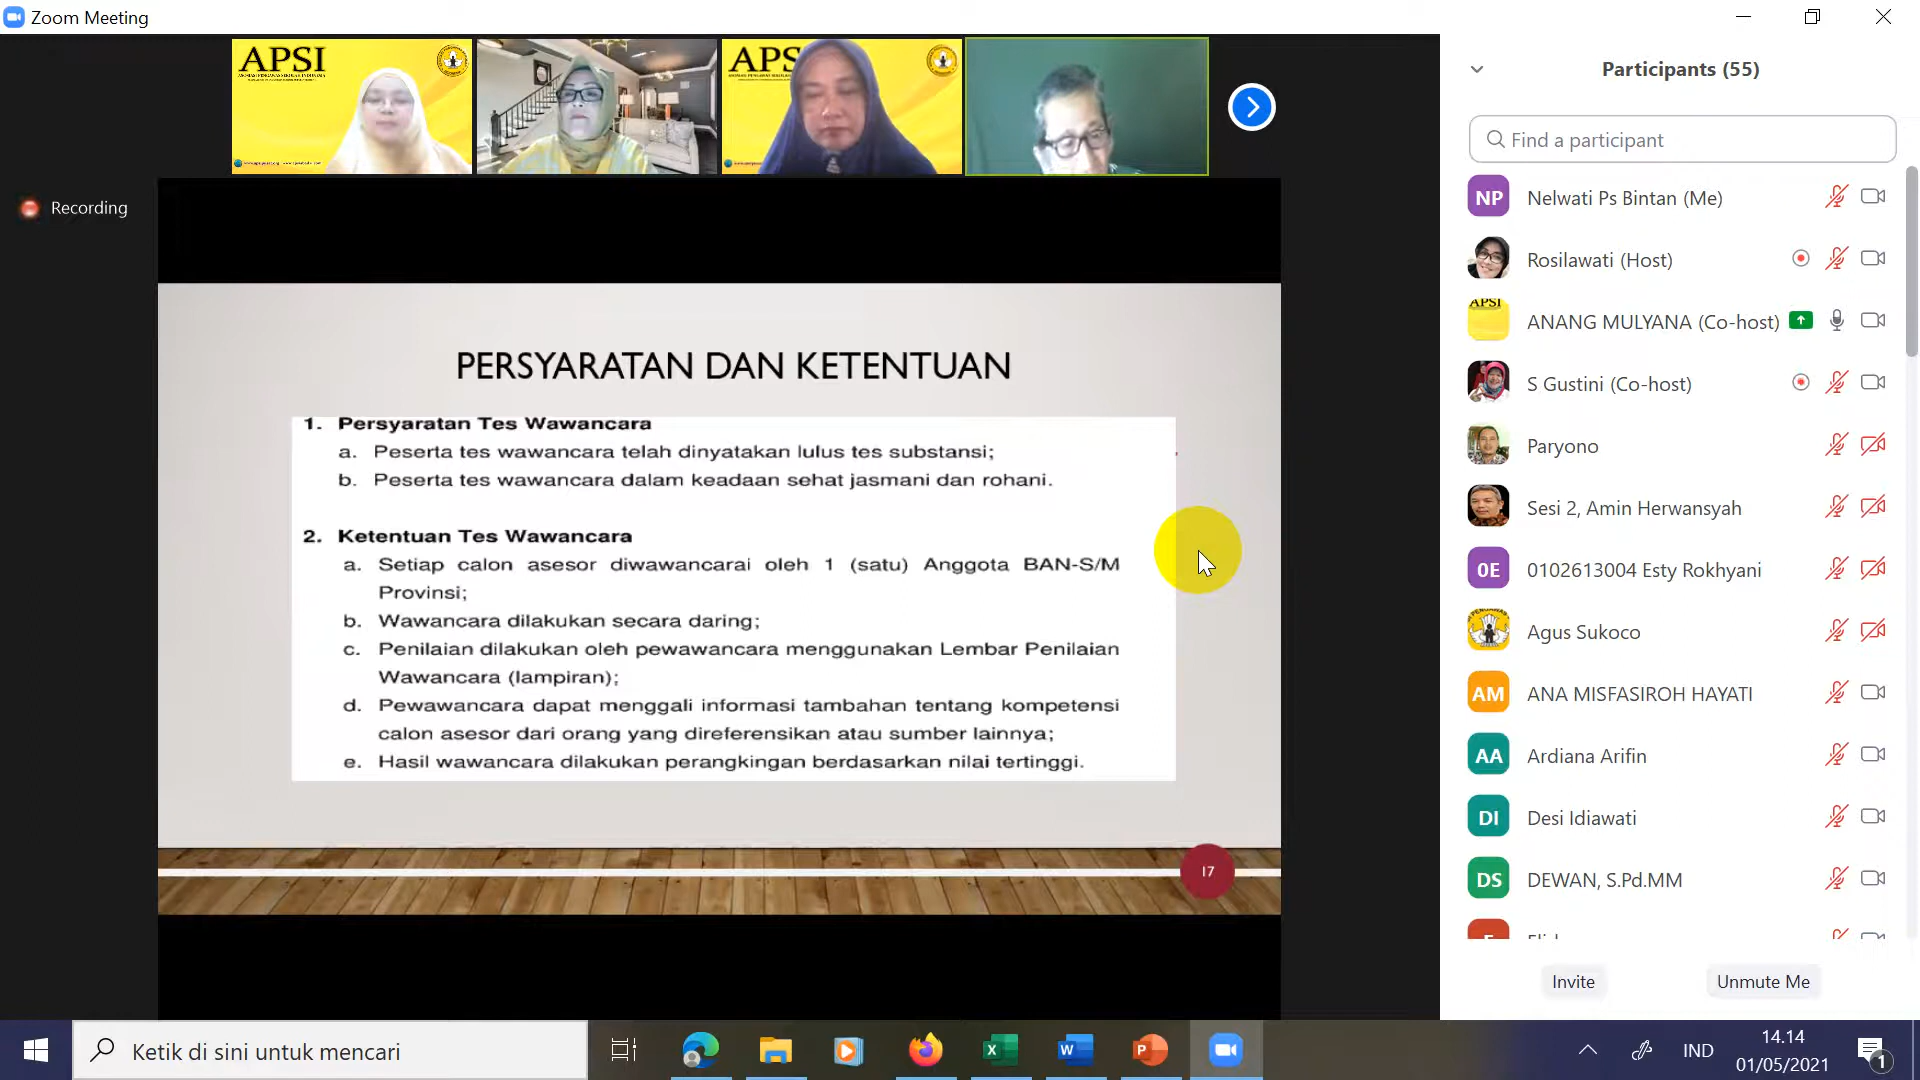 Zoom Meeting
APSI
APSI
Recording
PERSYARATAN DAN KETENTUAN
1. Persyaratan Tes Wawancara
a. Peserta tes wawancara telah dinyatakan lulus tes substansi;
b. Peserta tes wawancara dalam keadaan sehat jasmani dan rohani.
2. Ketentuan Tes Wawancara
a. Setiap calon asesor diwawancarai oleh 1 (satu) Anggota BAN-S/M
Provinsi;
b. Wawancara dilakukan secara daring;
c. Penilaian dilakukan oleh pewawancara menggunakan Lembar Penilaian
Wawancara (lampiran);
d. Pewawancara dapat menggali informasi tambahan tentang kompetensi
calon asesor dari orang yang direferensikan atau sumber lainnya;
e. Hasil wawancara dilakukan perangkingan berdasarkan nilai tertinggi.
17
Participants (55)
Find a participant
NP Nelwati Ps Bintan (Me)
Rosilawati (Host)
APSI ANANG MULYANA (Co-host)
S Gustini (Co-host)
Paryono
Sesi 2, Amin Herwansyah
0E 0102613004 Esty Rokhyani
Agus Sukoco
AM ANA MISFASIROH HAYATI
AA Ardiana Arifin
DI Desi Idiawati
DS DEWAN, S.Pd.MM
Invite
Unmute Me
Ketik di sini untuk mencari
IND
14.14
01/05/2021
1